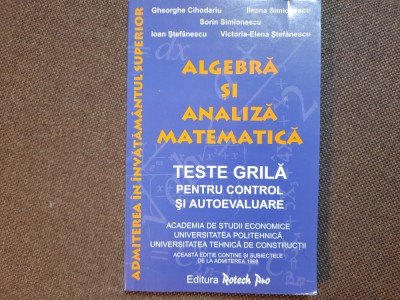 Gheorghe Cihodariu Ileana Simionescu
Sorin Simionescu
Ioan Ştefănescu Victoria-Elena Ştefănescu
ADMITEREA ÎN ÎNVĂŢĂMÂNTUL SUPERIOR
ALGEBRĂ
ŞI
ANALIZĂ
MATEMATICĂ
TESTE GRILĂ
PENTRU CONTROL
ŞI AUTOEVALUARE
ACADEMIA DE STUDII ECONOMICE
UNIVERSITATEA POLITEHNICA
UNIVERSITATEA TEHNICĂ DE CONSTRUCŢII
ACEASTĂ EDIŢIE CONŢINE ŞI SUBIECTELE
DE LA ADMITEREA 1998
Editura Rotech Pro